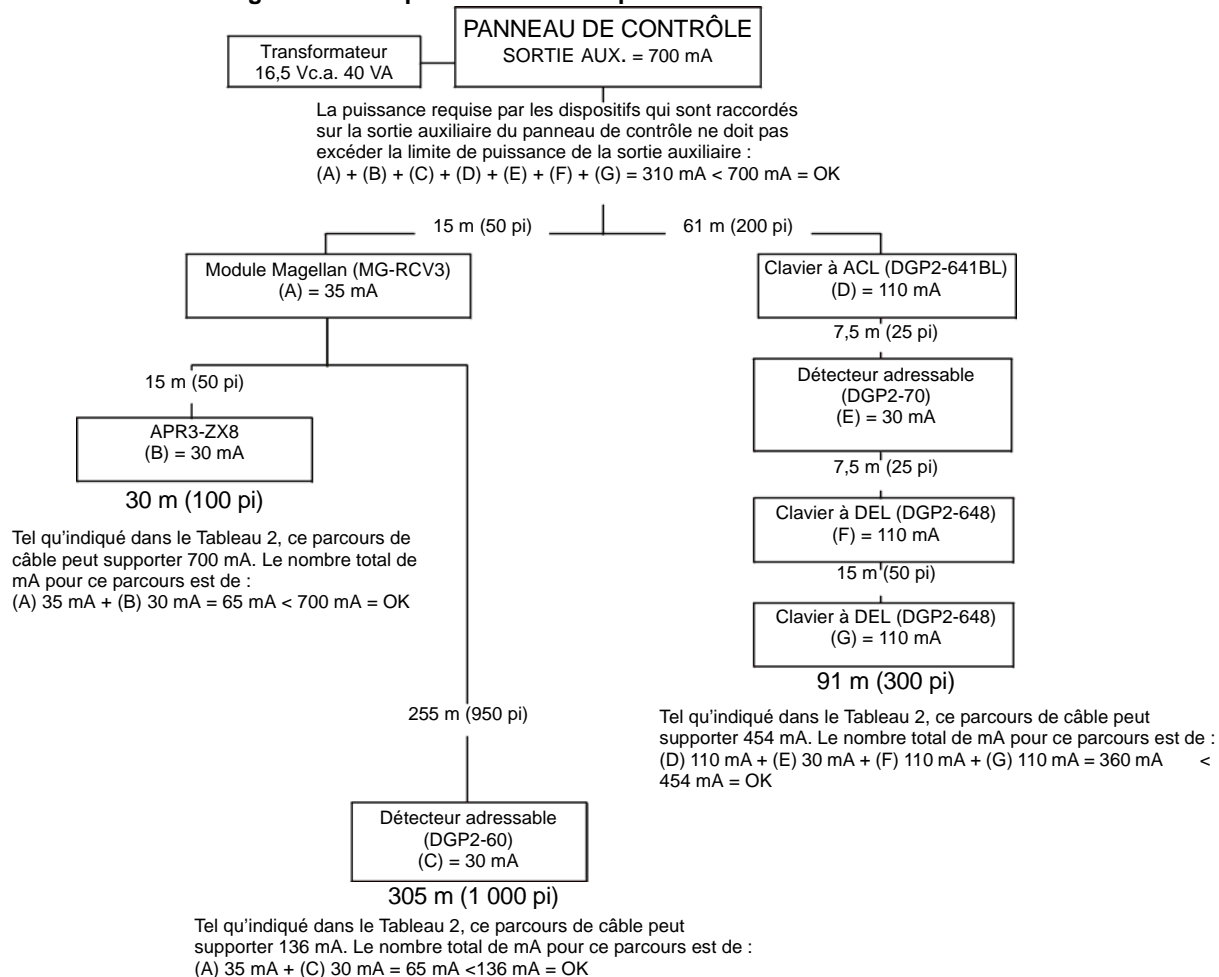 PANNEAU DE CONTRÔLE
SORTIE AUX. = 700 mA
Transformateur
16,5 Vc.a. 40 VA
La puissance requise par les dispositifs qui sont raccordés
sur la sortie auxiliaire du panneau de contrôle ne doit pas
excéder la limite de puissance de la sortie auxiliaire :
(A) + (B) + (C) + (D) + (E) + (F) + (G) = 310 mA < 700 mA = OK
15 m (50 pi)
61 m (200 pi)
Module Magellan (MG-RCV3)
(A) = 35 mA
15 m (50 pi)
APR3-ZX8
(B) = 30 mA
30 m (100 pi)
Tel qu'indiqué dans le Tableau 2, ce parcours de
câble peut supporter 700 mA. Le nombre total de
mA pour ce parcours est de :
(A) 35 mA + (B) 30 mA = 65 mA < 700 mA = OK
255 m (950 pi)
Détecteur adressable
(DGP2-60)
(C) = 30 mA
305 m (1 000 pi)
Tel qu'indiqué dans le Tableau 2, ce parcours de câble peut
supporter 136 mA. Le nombre total de mA pour ce parcours est de :
(A) 35 mA + (C) 30 mA = 65 mA <136 mA = OK
Clavier à ACL (DGP2-641BL)
(D) = 110 mA
7,5 m (25 pi)
Détecteur adressable
(DGP2-70)
(E) = 30 mA
7,5 m (25 pi)
Clavier à DEL (DGP2-648)
(F) = 110 mA
15 m (50 pi)
Clavier à DEL (DGP2-648)
(G) = 110 mA
91 m (300 pi)
Tel qu'indiqué dans le Tableau 2, ce parcours de câble peut
supporter 454 mA. Le nombre total de mA pour ce parcours est de :
(D) 110 mA + (E) 30 mA + (F) 110 mA + (G) 110 mA = 360 mA <
454 mA = OK